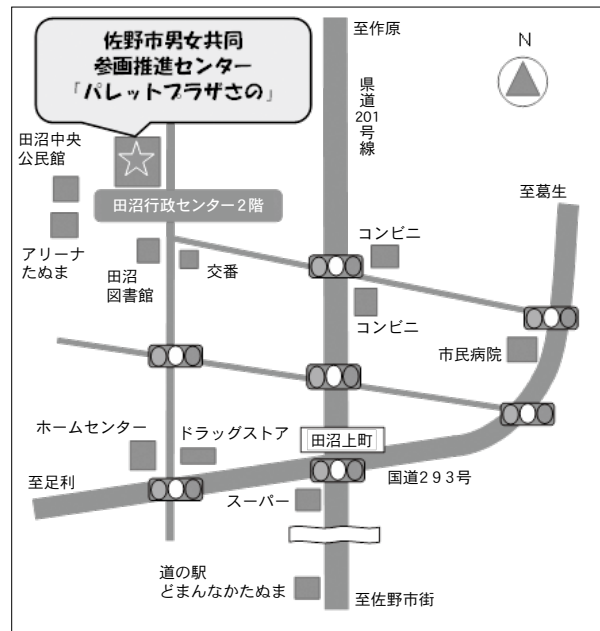 佐野市男女共同
参画推進センター
「パレットプラザさの」
至作原
N
県道
201
号線
田沼中央
公民館
至葛生
田沼行政センター2階
コンビニ
アリーナ
たぬま
田沼
図書館
交番
コンビニ
市民病院
ホームセンター
ドラッグストア
田沼上町
至足利
国道293号
スーパー
道の駅
どまんなかたぬま
至佐野市街